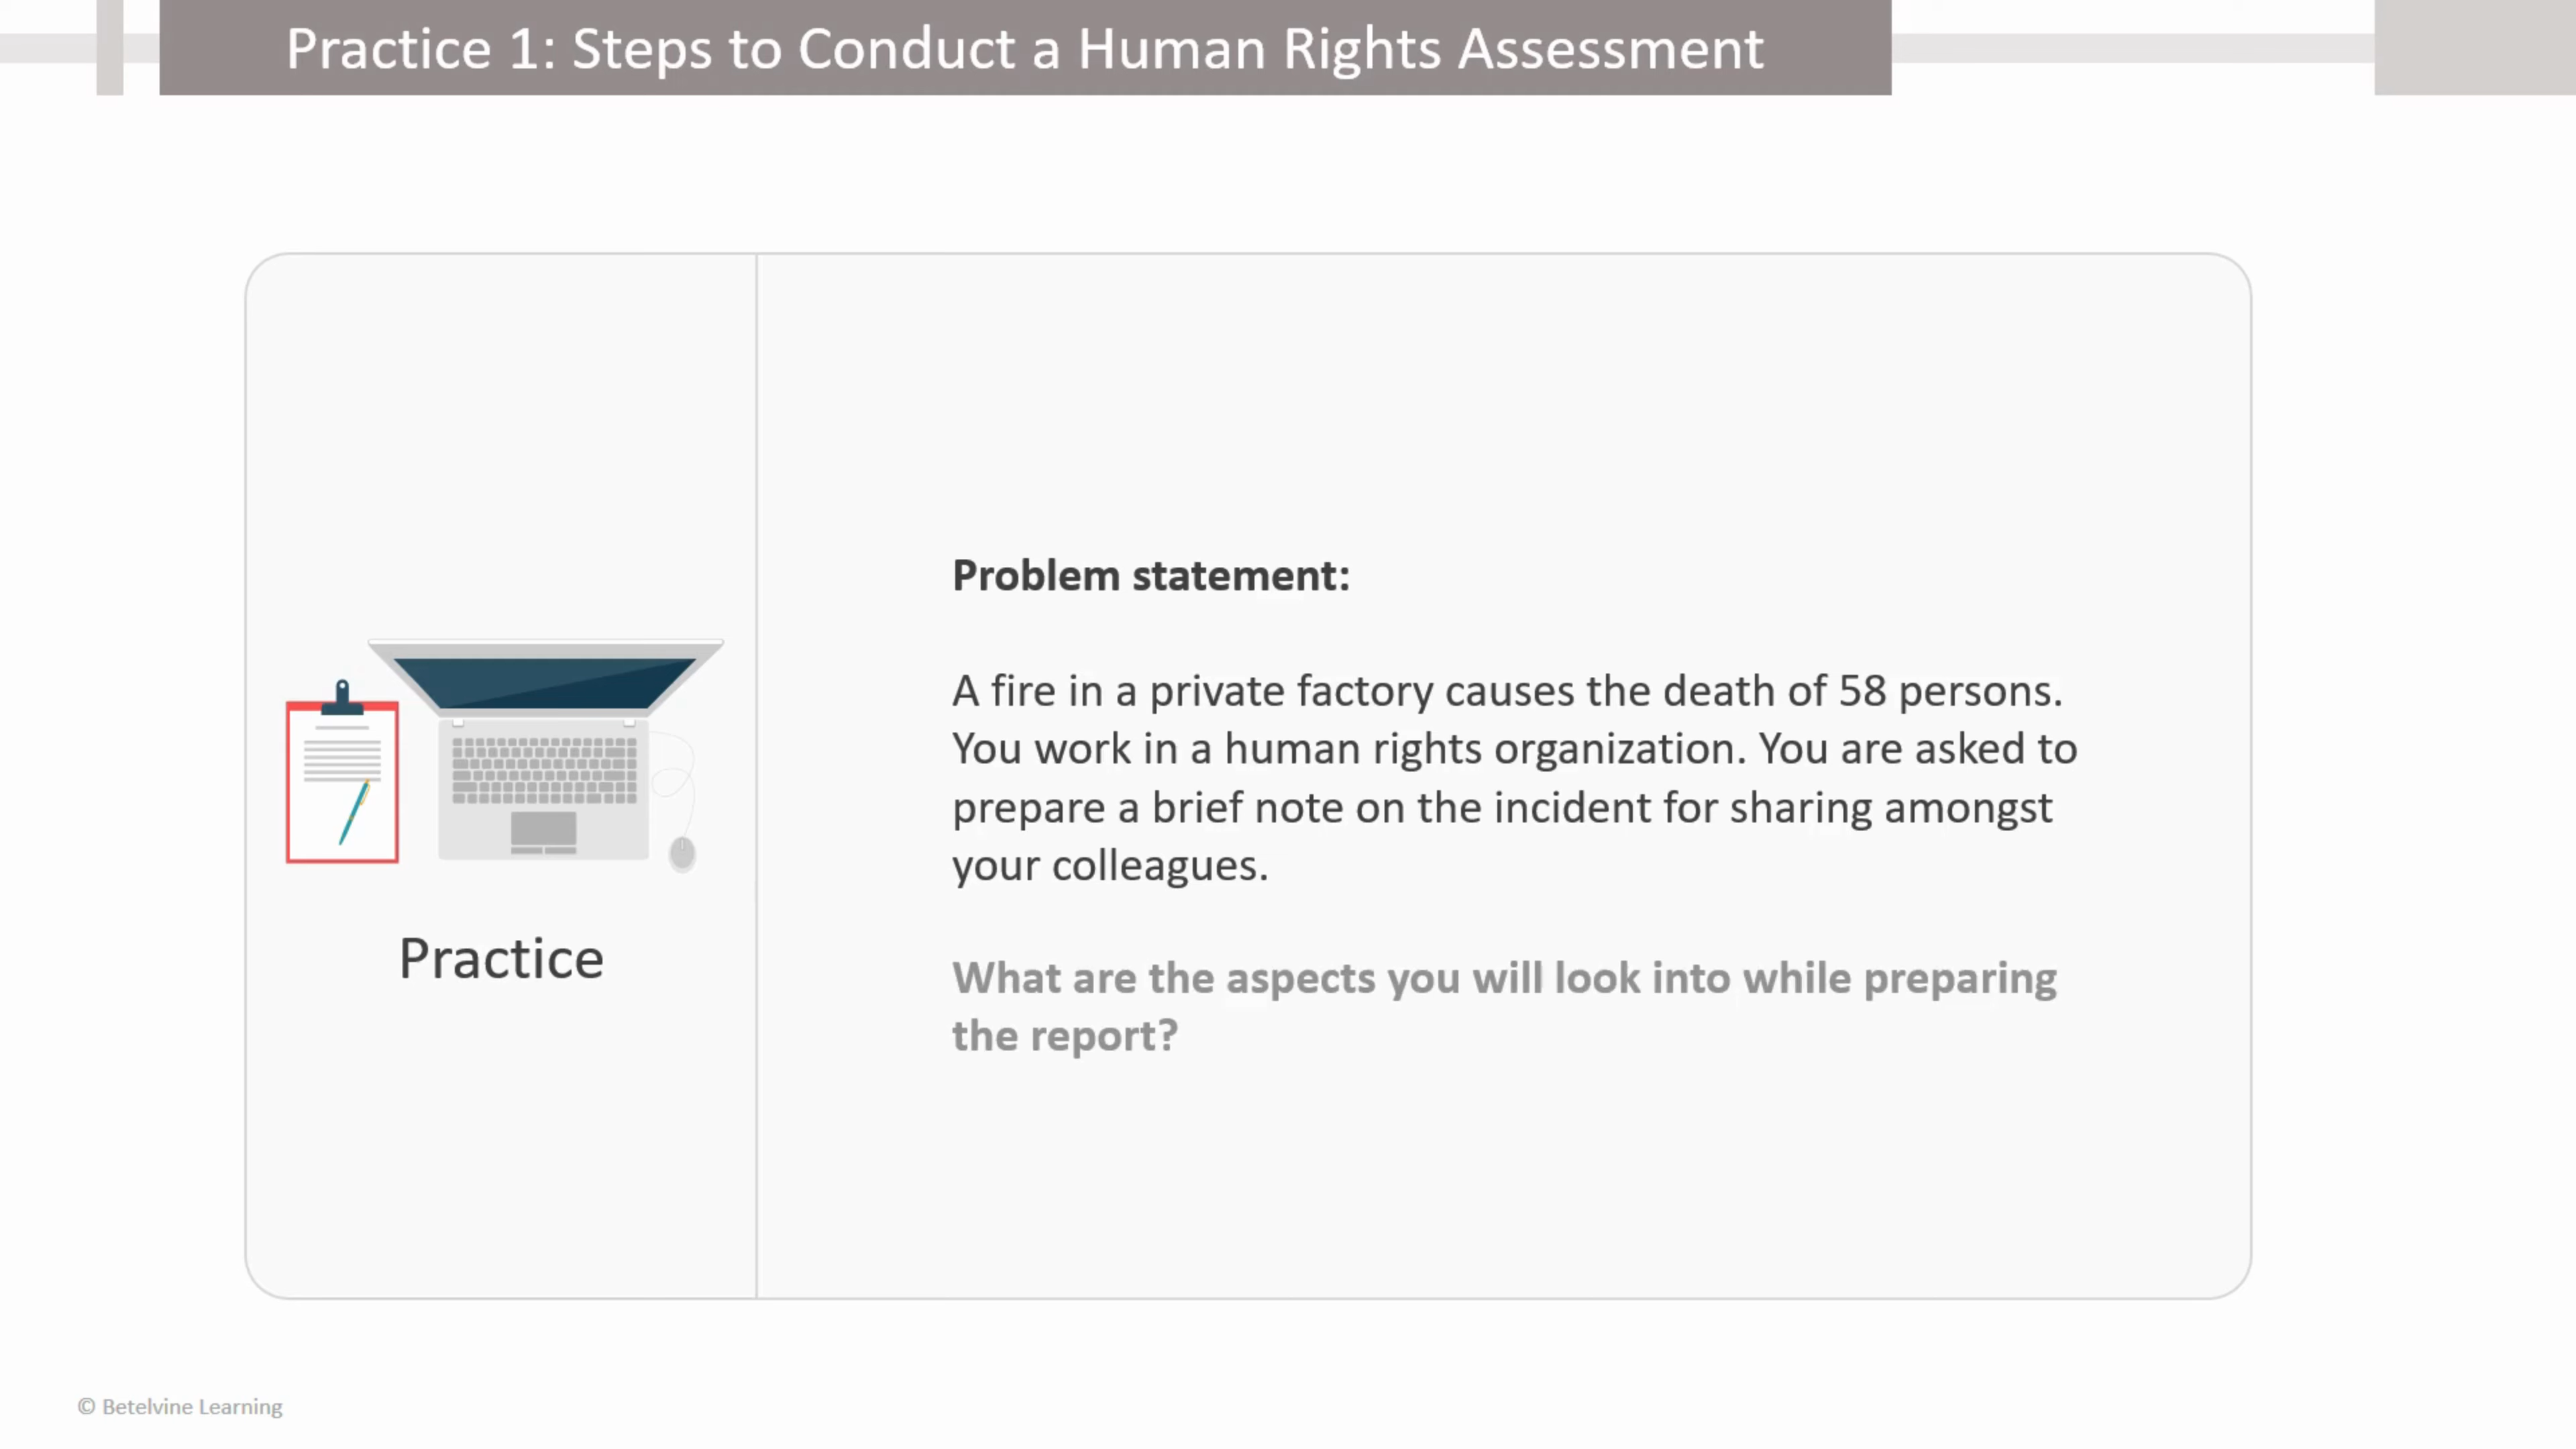 Practice 1: Steps to Conduct a Human Rights Assessment
Practice
Problem statement:
A fire in a private factory causes the death of 58 persons.
You work in a human rights organization. You are asked to
prepare a brief note on the incident for sharing amongst
your colleagues.
What are the aspects you will look into while preparing
the report?
© Betelvine Learning